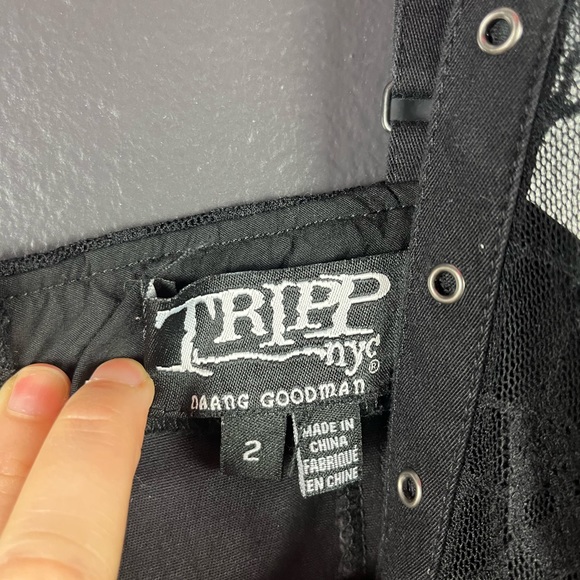 TRIPP
nyc®
DAANG GOODMAN
2
MADE IN
CHINA
FABRIQUÉ
EN CHINE